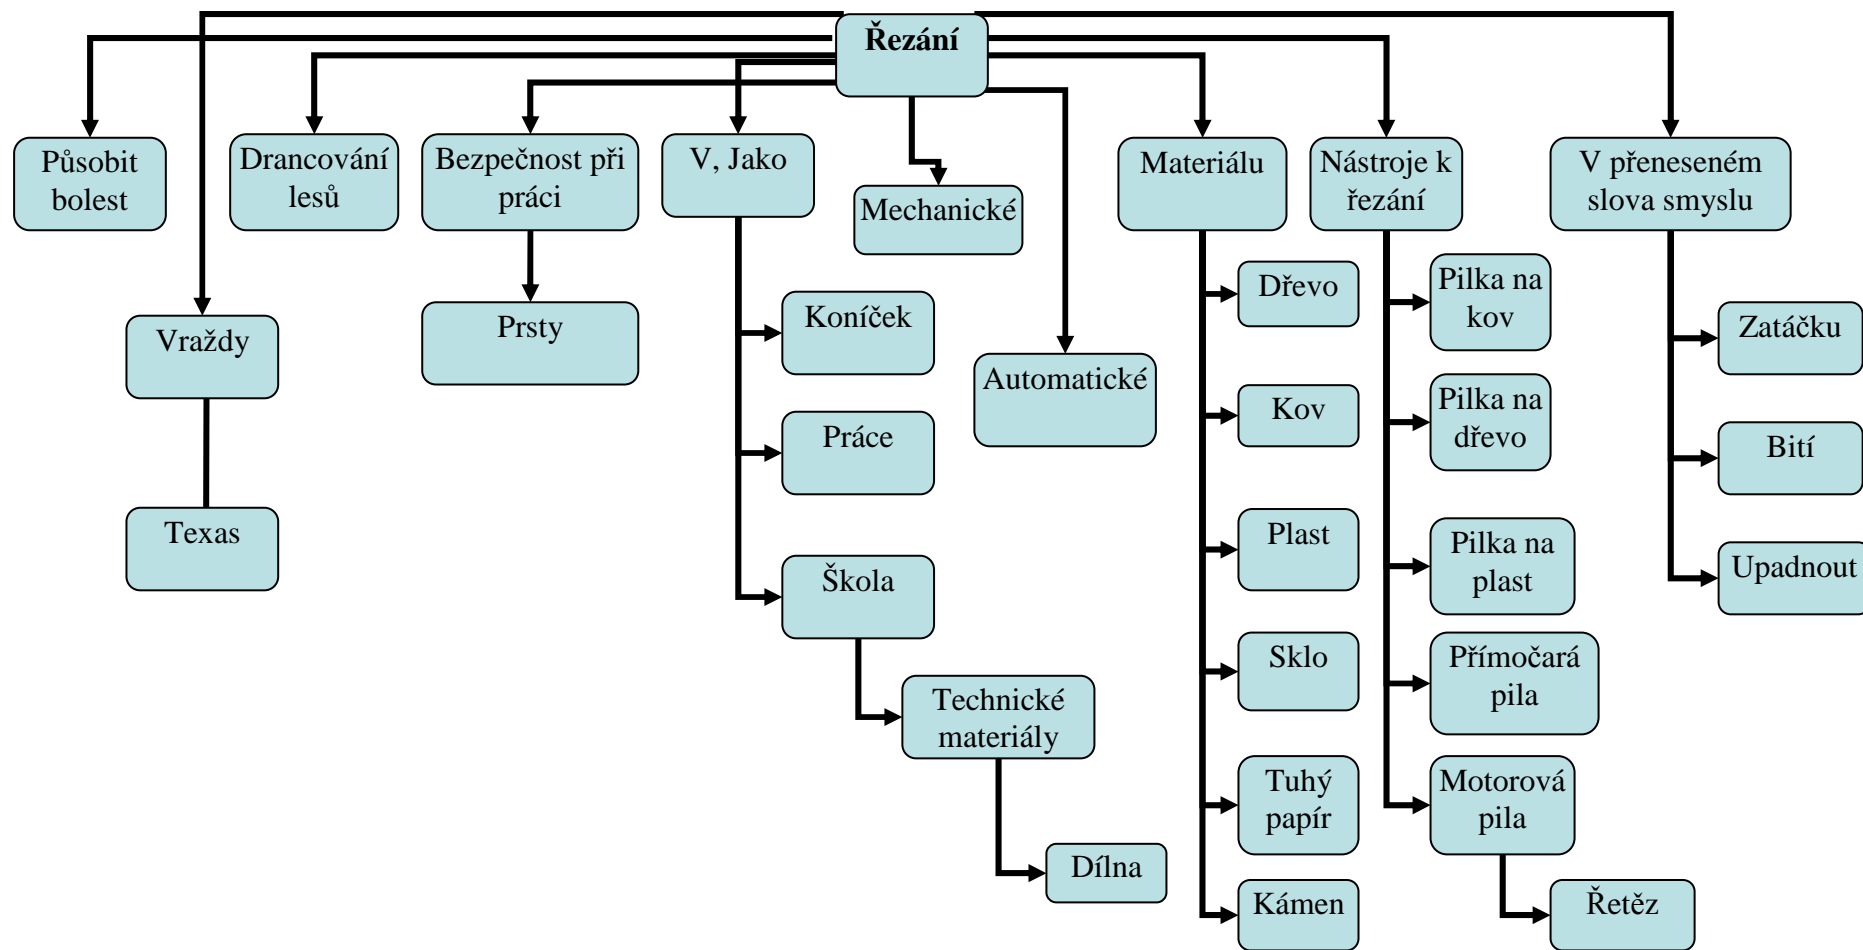 Řezání
Působit
bolest
Drancování
lesů
Bezpečnost při
práci
V, Jako
Mechanické
Materiálu
Nástroje k
řezání
V přeneseném
slova smyslu
Vraždy
Texas
Prsty
Koníček
Práce
Škola
Technické
materiály
Dílna
Automatické
Dřevo
Kov
Plast
Sklo
Tuhý
papír
Kámen
Pilka na
kov
Pilka na
dřevo
Pilka na
plast
Přímočará
pila
Motorová
pila
Řetěz
Zatáčku
Bití
Upadnout